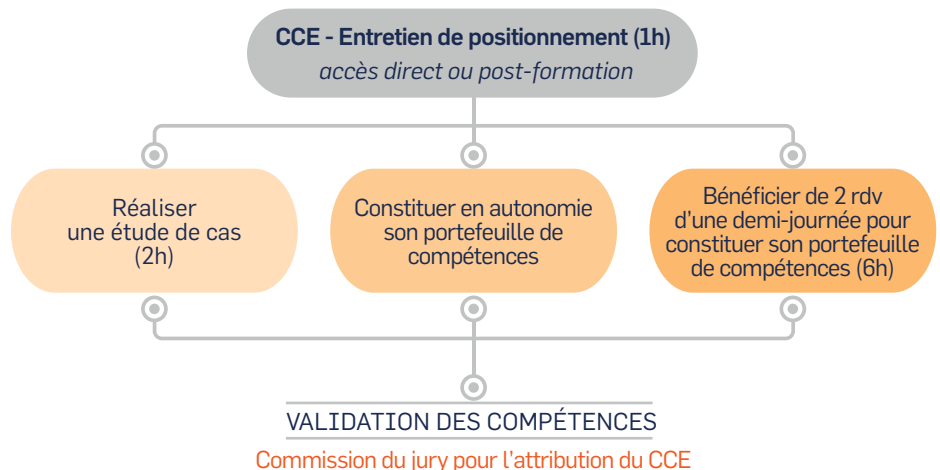 CCE - Entretien de positionnement (1h)
accès direct ou post-formation
Réaliser
une étude de cas
(2h)
Constituer en autonomie
son portefeuille de
compétences
Bénéficier de 2 rdv
d'une demi-journée pour
constituer son portefeuille
de compétences (6h)
VALIDATION DES COMPÉTENCES
Commission du jury pour l'attribution du CCE